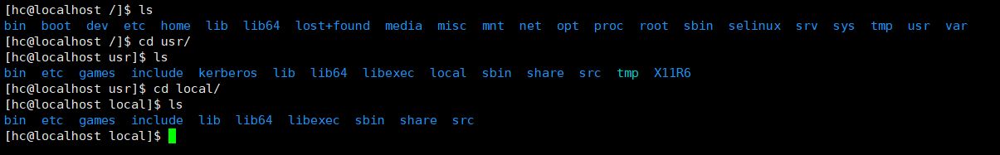 [hc@localhost /]$ ls
bin  boot  dev  etc  home  lib  lib64  lost+found  media  misc  mnt  net  opt  proc  root  sbin  selinux  srv  sys  tmp  usr  var
[hc@localhost /]$ cd usr/
[hc@localhost usr]$ ls
bin  etc  games  include  kerberos  lib  lib64  libexec  local  sbin  share  src  tmp  X11R6
[hc@localhost usr]$ cd local/
[hc@localhost local]$ ls
bin  etc  games  include  lib  lib64  libexec  sbin  share  src
[hc@localhost local]$